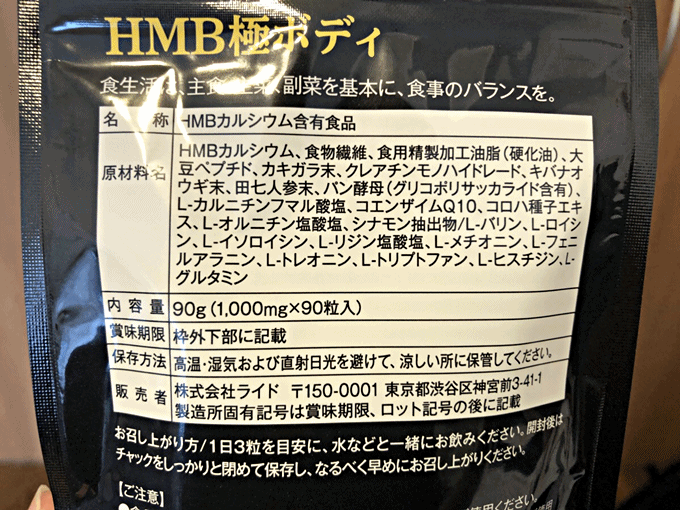 HMB極ボディ
食生活は、主食、主菜、副菜を基本に、食事のバランスを。
名 称 HMBカルシウム含有食品
原材料名 HMBカルシウム、食物繊維、食用精製加工油脂(硬化油)、大
豆ペプチド、カキガラ末、クレアチンモノハイドレード、キバナオ
ウギ末、田七人参末、パン酵母(グリコポリサッカライド含有)、
L-カルニチンフマル酸塩、コエンザイムQ10、コロハ種子エキ
ス、L-オルニチン塩酸塩、シナモン抽出物/L-バリン、L-ロイシ
ン、L-イソロイシン、L-リジン塩酸塩、L-メチオニン、L-フェニ
ルアラニン、L-トレオニン、L-トリプトファン、L-ヒスチジン、L-
グルタミン
内 容 量 90g(1,000mg×90粒入)
賞味期限 枠外下部に記載
保存方法 高温・湿気および直射日光を避けて、涼しい所に保管してください。
販 売 者 株式会社ライド 〒150-0001 東京都渋谷区神宮前3-41-1
製造所固有記号は賞味期限、ロット記号の後に記載
お召し上がり方/1日3粒を目安に、水などと一緒にお飲みください。開封後は
チャックをしっかりと閉めて保存し、なるべく早めにお召し上がりください。
【ご注意】